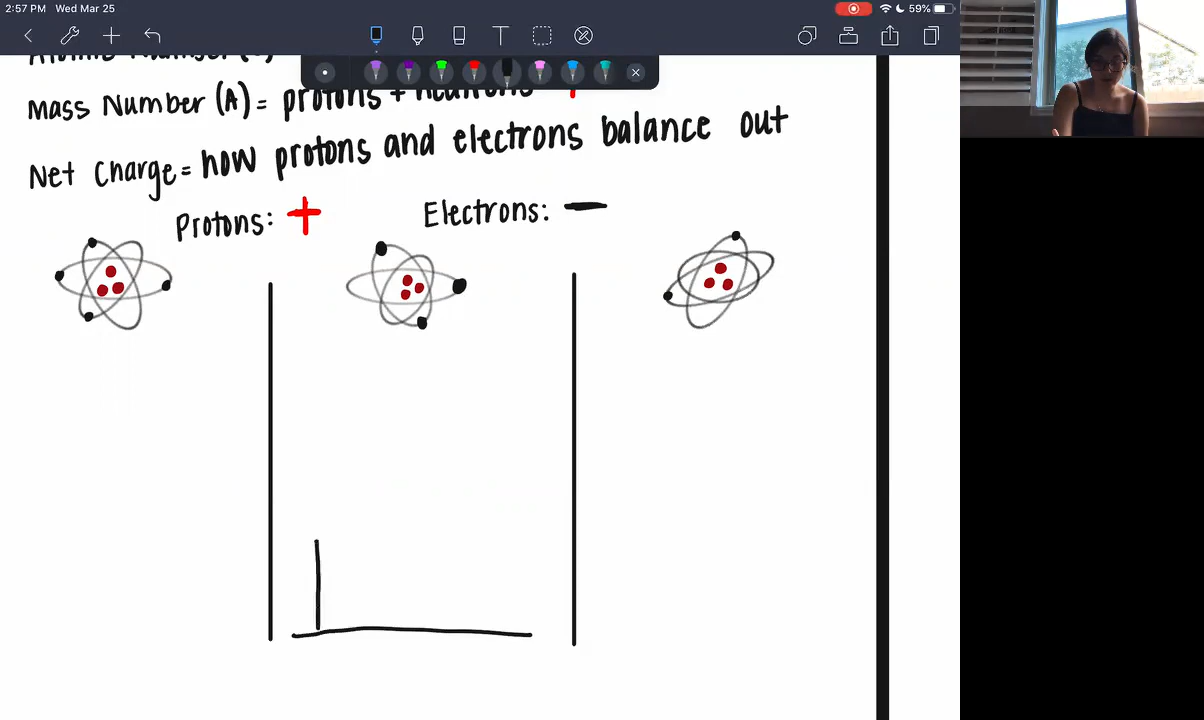 2:57 PM Wed Mar 25
59%
Mass Number (A) = protons + neutrons
Net Charge = how protons and electrons balance out
Protons: + Electrons: −